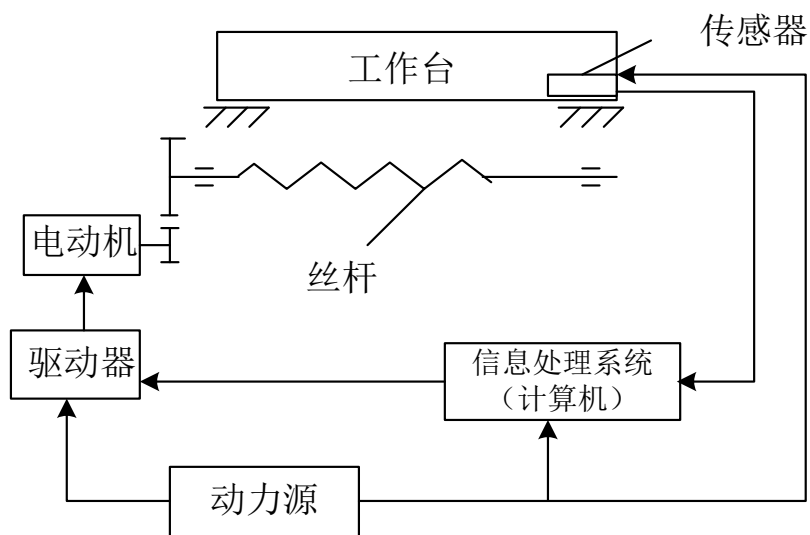 传感器
工作台
电动机
丝杆
驱动器
信息处理系统
（计算机）
动力源